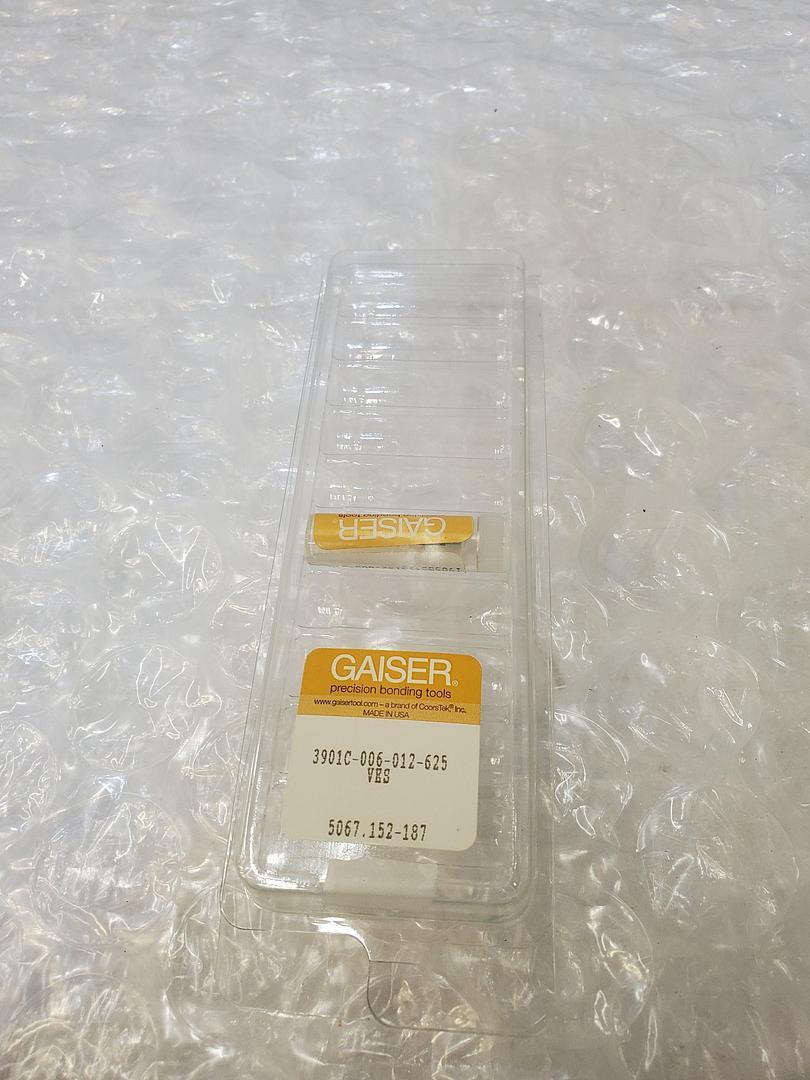 GAISER
GAISER®
precision bonding tools
www.gaisertool.com – a brand of CoorsTek® Inc.
MADE IN USA
3901C-006-012-625
VES
5067.152-187